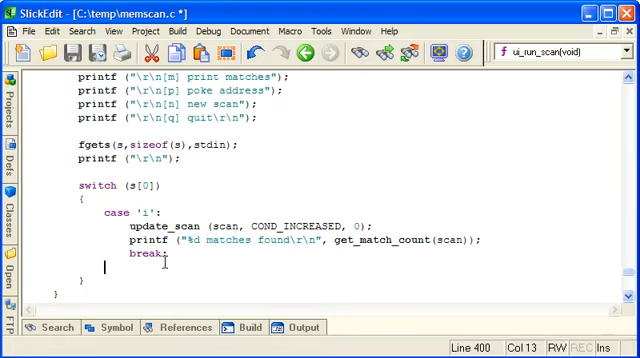 SlickEdit - [C:\temp\memscan.c *]
File Edit Search View Project Build Debug Document Macro Tools Window Help
ui_run_scan(void)
printf ("\r\n[m] print matches");
printf ("\r\n[p] poke address");
printf ("\r\n[n] new scan");
printf ("\r\n[q] quit\r\n");
fgets(s,sizeof(s),stdin);
printf ("\r\n");
switch (s[0])
{
case 'i':
update_scan (scan, COND_INCREASED, 0);
printf ("%d matches found\r\n", get_match_count(scan));
break;
}
}
Projects
Defs
Classes
Open
FTP
Search Symbol References Build Output
Line 400 Col 13 RW REC Ins